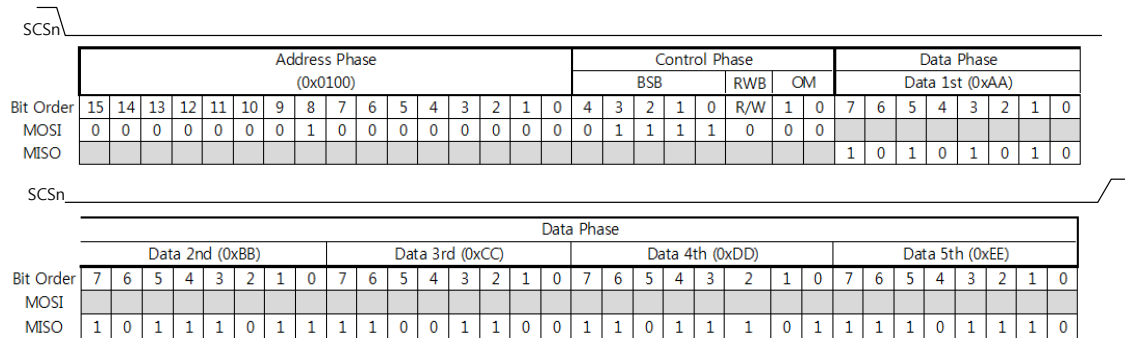 SCSn
Address Phase Control Phase Data Phase
(0x0100) BSB RWB OM Data 1st (0xAA)
Bit Order 15 14 13 12 11 10 9 8 7 6 5 4 3 2 1 0 4 3 2 1 0 R/W 1 0 7 6 5 4 3 2 1 0
MOSI 0 0 0 0 0 0 0 1 0 0 0 0 0 0 0 0 0 1 1 1 1 0 0 0
MISO 1 0 1 0 1 0 1 0
SCSn
Data Phase
Data 2nd (0xBB) Data 3rd (0xCC) Data 4th (0xDD) Data 5th (0xEE)
Bit Order 7 6 5 4 3 2 1 0 7 6 5 4 3 2 1 0 7 6 5 4 3 2 1 0 7 6 5 4 3 2 1 0
MOSI
MISO 1 0 1 1 1 0 1 1 1 1 0 0 1 1 0 0 1 1 0 1 1 1 0 1 1 1 1 0 1 1 1 0